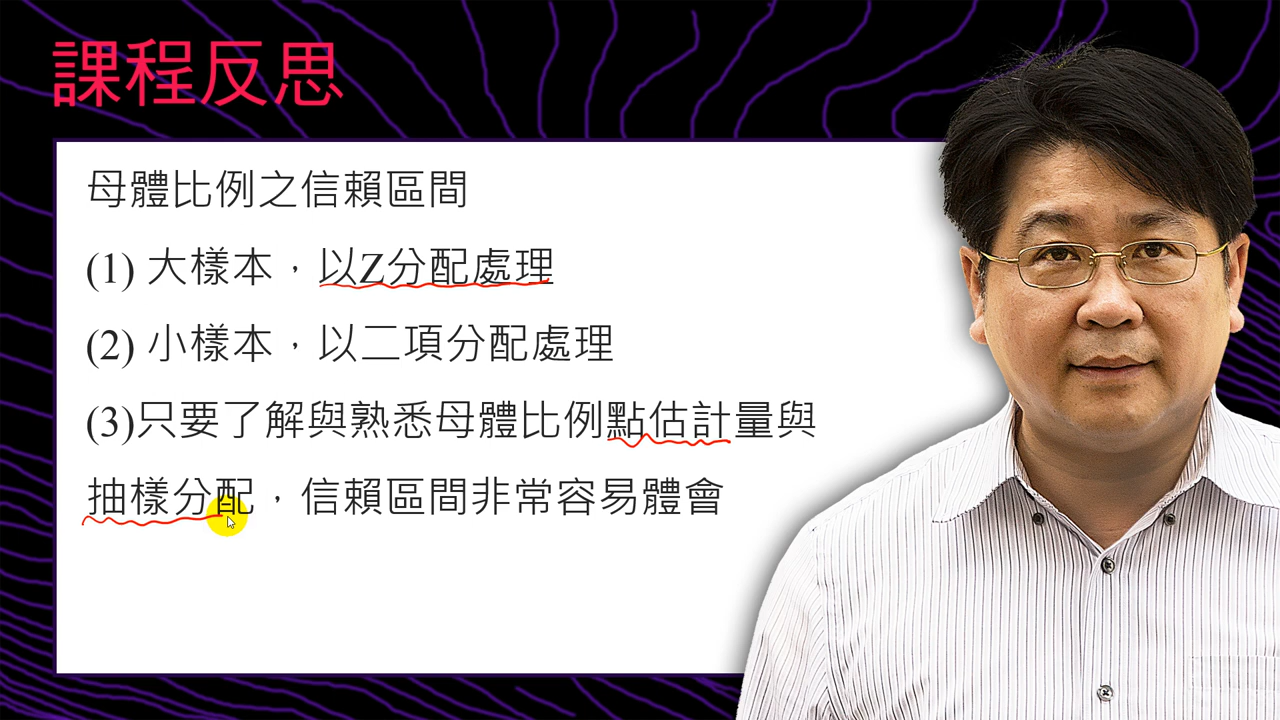 課程反思
母體比例之信賴區間
(1) 大樣本，以Z分配處理
(2) 小樣本，以二項分配處理
(3)只要了解與熟悉母體比例點估計量與
抽樣分配，信賴區間非常容易體會